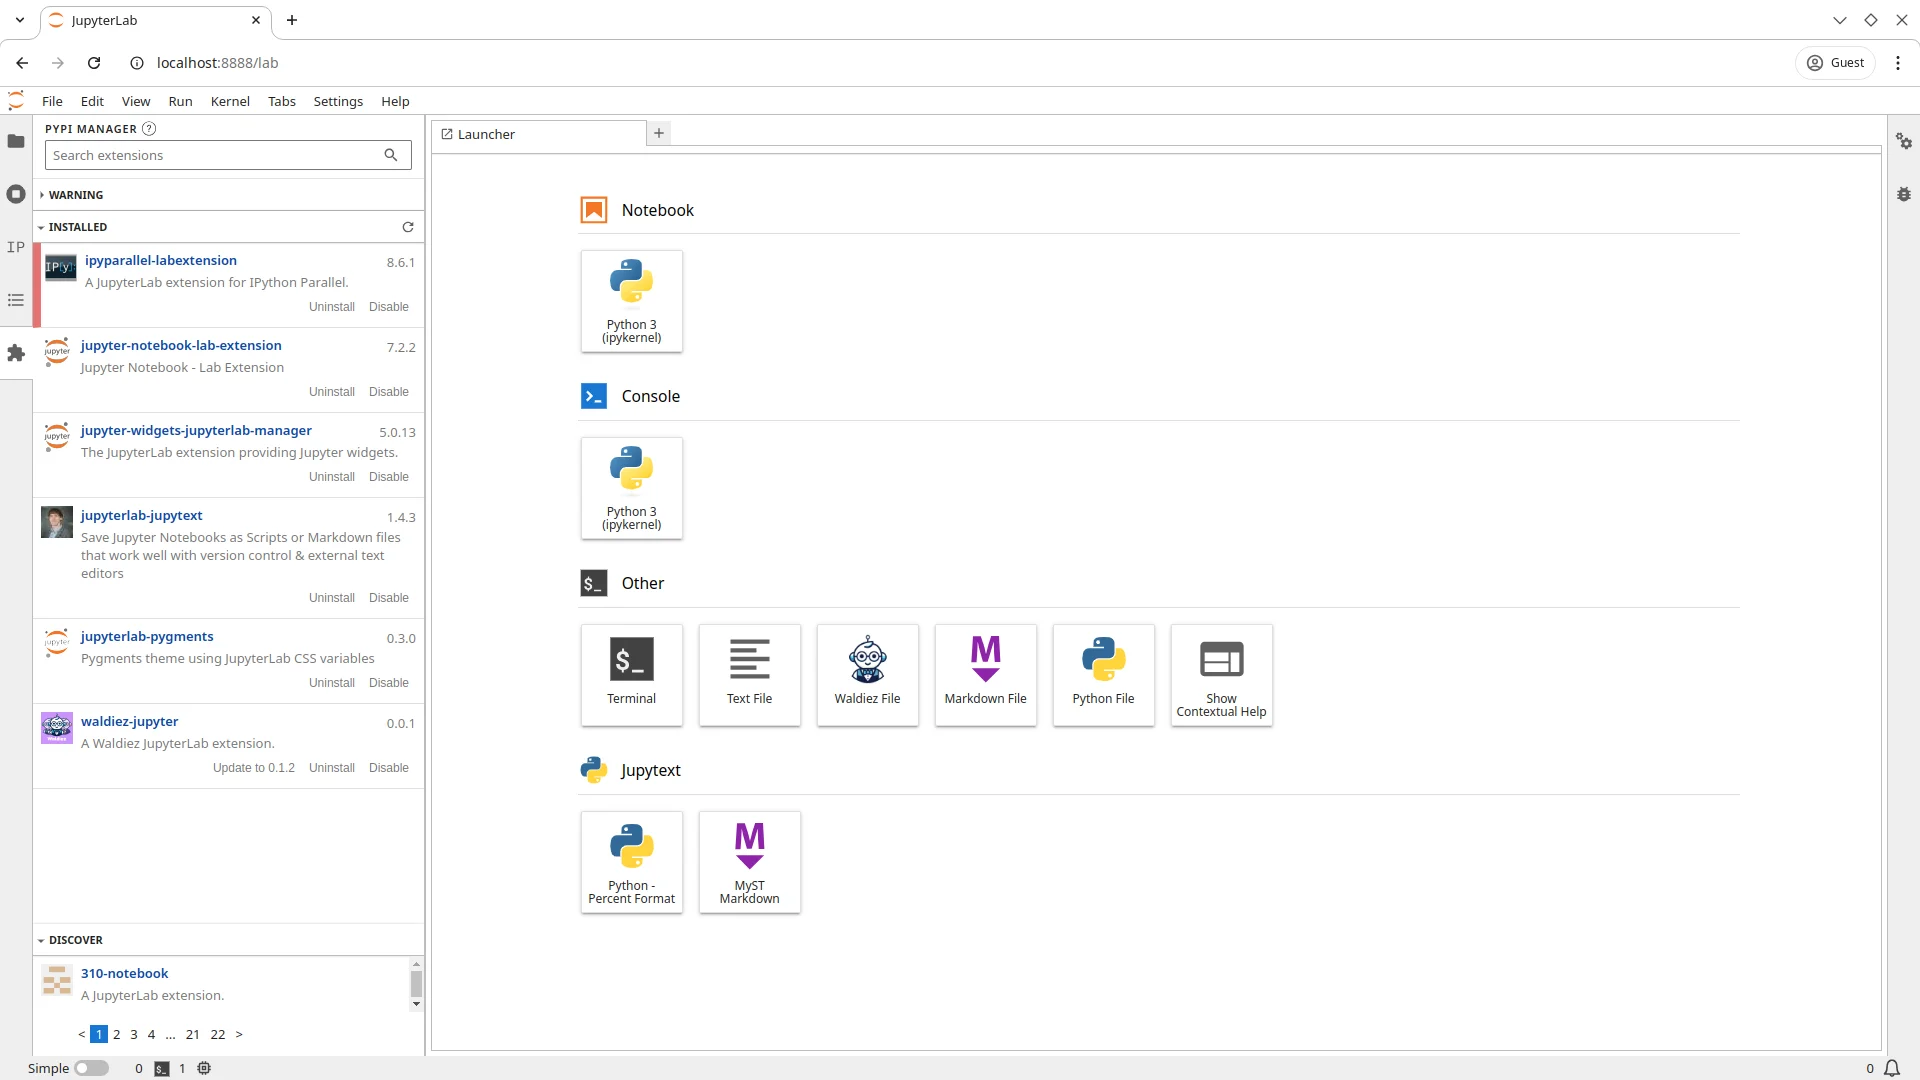 JupyterLab
localhost:8888/lab
Guest
File Edit View Run Kernel Tabs Settings Help
PYPI MANAGER ?
Search extensions
WARNING
INSTALLED
IP
IP[y]:
ipyparallel-labextension
8.6.1
A JupyterLab extension for IPython Parallel.
Uninstall Disable
jupyter
jupyter-notebook-lab-extension
7.2.2
Jupyter Notebook - Lab Extension
Uninstall Disable
jupyter
jupyter-widgets-jupyterlab-manager
5.0.13
The JupyterLab extension providing Jupyter widgets.
Uninstall Disable
jupyterlab-jupytext
1.4.3
Save Jupyter Notebooks as Scripts or Markdown files
that work well with version control & external text
editors
Uninstall Disable
jupyter
jupyterlab-pygments
0.3.0
Pygments theme using JupyterLab CSS variables
Uninstall Disable
waldiez-jupyter
0.0.1
A Waldiez JupyterLab extension.
Update to 0.1.2 Uninstall Disable
DISCOVER
310-notebook
A JupyterLab extension.
< 1 2 3 4 ... 21 22 >
Launcher
Notebook
Python 3
(ipykernel)
Console
Python 3
(ipykernel)
$_ Other
$_
Terminal
Text File
Waldiez File
M
Markdown File
Python File
Show
Contextual Help
Jupytext
Python -
Percent Format
M
MyST
Markdown
Simple 0 $_ 1
0